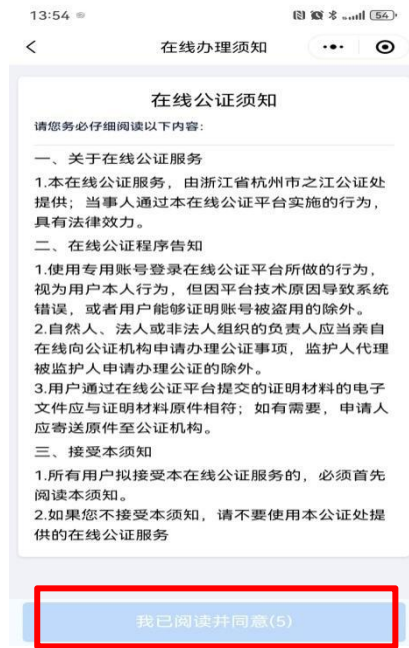 13:54
54
在线办理须知
在线公证须知
请您务必仔细阅读以下内容：
一、关于在线公证服务
1.本在线公证服务，由浙江省杭州市之江公证处
提供；当事人通过本在线公证平台实施的行为，
具有法律效力。
二、在线公证程序告知
1.使用专用账号登录在线公证平台所做的行为，
视为用户本人行为，但因平台技术原因导致系统
错误，或者用户能够证明账号被盗用的除外。
2.自然人、法人或非法人组织的负责人应当亲自
在线向公证机构申请办理公证事项，监护人代理
被监护人申请办理公证的除外。
3.用户通过在线公证平台提交的证明材料的电子
文件应与证明材料原件相符；如有需要，申请人
应寄送原件至公证机构。
三、接受本须知
1.所有用户拟接受本在线公证服务的，必须首先
阅读本须知。
2.如果您不接受本须知，请不要使用本公证处提
供的在线公证服务
我已阅读并同意(5)